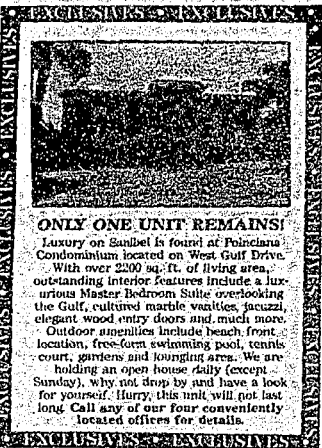 EXCLUSIVES • EXCLUSIVES
ONLY ONE UNIT REMAINS!
Luxury on Sanibel is found at Poinciana
Condominium located on West Gulf Drive.
With over 2200 sq. ft. of living area,
outstanding interior features include a lux-
urious Master Bedroom Suite overlooking
the Gulf, cultured marble vanities, jacuzzi,
elegant wood entry doors and much more.
Outdoor amenities include beach front
location, free-form swimming pool, tennis
court, gardens and lounging area. We are
holding an open house daily (except
Sunday), why not drop by and have a look
for yourself. Hurry, this unit will not last
long. Call any of our four conveniently
located offices for details.
EXCLUSIVES • EXCLUSIVES